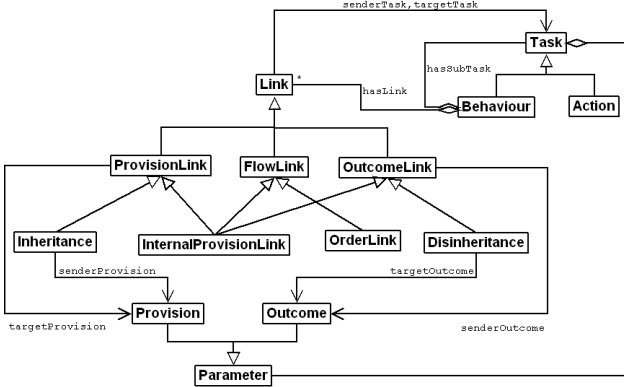 senderTask,targetTask
Task
hasSubTask
Link
*
hasLink
Behaviour
Action
ProvisionLink
FlowLink
OutcomeLink
Inheritance
InternalProvisionLink
OrderLink
Disinheritance
senderProvision
targetOutcome
Provision
Outcome
targetProvision
senderOutcome
Parameter